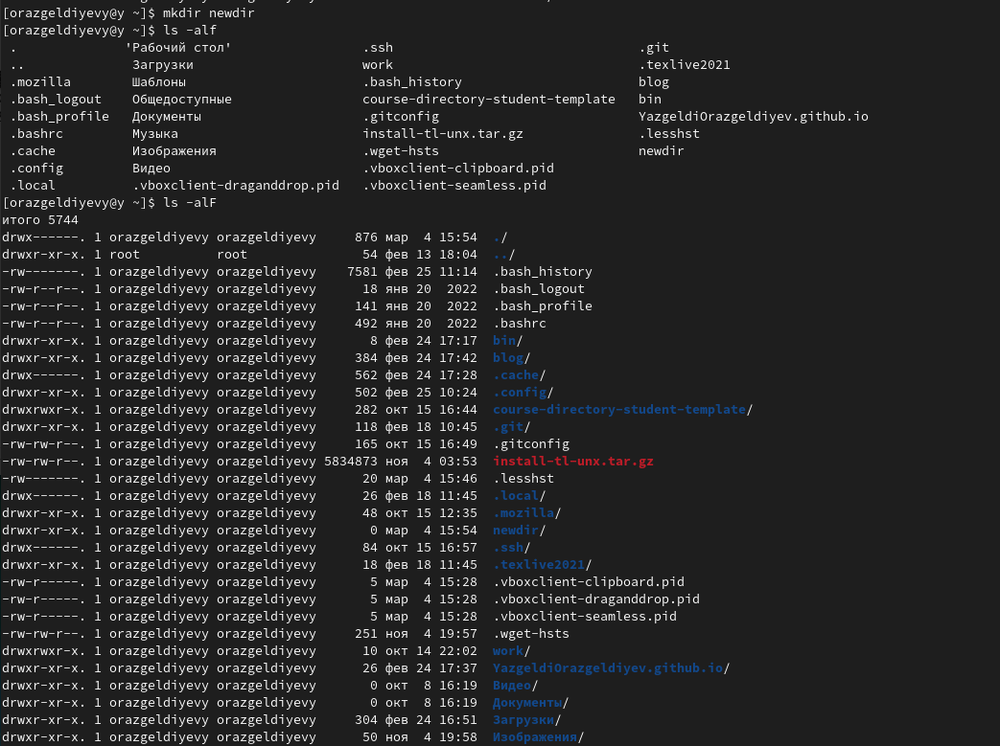 [orazgeldiyevy@y ~]$ mkdir newdir
[orazgeldiyevy@y ~]$ ls -alf
. 'Рабочий стол' .ssh .git
.. Загрузки work .texlive2021
.mozilla Шаблоны .bash_history blog
.bash_logout Общедоступные course-directory-student-template bin
.bash_profile Документы .gitconfig YazgeldiOrazgeldiyev.github.io
.bashrc Музыка install-tl-unx.tar.gz .lesshst
.cache Изображения .wget-hsts newdir
.config Видео .vboxclient-clipboard.pid
.local .vboxclient-draganddrop.pid .vboxclient-seamless.pid
[orazgeldiyevy@y ~]$ ls -alF
итого 5744
drwx------. 1 orazgeldiyevy orazgeldiyevy 876 мар 4 15:54 ./
drwxr-xr-x. 1 root root 54 фев 13 18:04 ../
-rw-------. 1 orazgeldiyevy orazgeldiyevy 7581 фев 25 11:14 .bash_history
-rw-r--r--. 1 orazgeldiyevy orazgeldiyevy 18 янв 20 2022 .bash_logout
-rw-r--r--. 1 orazgeldiyevy orazgeldiyevy 141 янв 20 2022 .bash_profile
-rw-r--r--. 1 orazgeldiyevy orazgeldiyevy 492 янв 20 2022 .bashrc
drwxr-xr-x. 1 orazgeldiyevy orazgeldiyevy 8 фев 24 17:17 bin/
drwxr-xr-x. 1 orazgeldiyevy orazgeldiyevy 384 фев 24 17:42 blog/
drwx------. 1 orazgeldiyevy orazgeldiyevy 562 фев 24 17:28 .cache/
drwxr-xr-x. 1 orazgeldiyevy orazgeldiyevy 502 фев 25 10:24 .config/
drwxrwxr-x. 1 orazgeldiyevy orazgeldiyevy 282 окт 15 16:44 course-directory-student-template/
drwxr-xr-x. 1 orazgeldiyevy orazgeldiyevy 118 фев 18 10:45 .git/
-rw-rw-r--. 1 orazgeldiyevy orazgeldiyevy 165 окт 15 16:49 .gitconfig
-rw-rw-r--. 1 orazgeldiyevy orazgeldiyevy 5834873 ноя 4 03:53 install-tl-unx.tar.gz
-rw-------. 1 orazgeldiyevy orazgeldiyevy 20 мар 4 15:46 .lesshst
drwx------. 1 orazgeldiyevy orazgeldiyevy 26 фев 18 11:45 .local/
drwxr-xr-x. 1 orazgeldiyevy orazgeldiyevy 48 окт 15 12:35 .mozilla/
drwxr-xr-x. 1 orazgeldiyevy orazgeldiyevy 0 мар 4 15:54 newdir/
drwx------. 1 orazgeldiyevy orazgeldiyevy 84 окт 15 16:57 .ssh/
drwxr-xr-x. 1 orazgeldiyevy orazgeldiyevy 18 фев 18 11:45 .texlive2021/
-rw-r-----. 1 orazgeldiyevy orazgeldiyevy 5 мар 4 15:28 .vboxclient-clipboard.pid
-rw-r-----. 1 orazgeldiyevy orazgeldiyevy 5 мар 4 15:28 .vboxclient-draganddrop.pid
-rw-r-----. 1 orazgeldiyevy orazgeldiyevy 5 мар 4 15:28 .vboxclient-seamless.pid
-rw-rw-r--. 1 orazgeldiyevy orazgeldiyevy 251 ноя 4 19:57 .wget-hsts
drwxrwxr-x. 1 orazgeldiyevy orazgeldiyevy 10 окт 14 22:02 work/
drwxr-xr-x. 1 orazgeldiyevy orazgeldiyevy 26 фев 24 17:37 YazgeldiOrazgeldiyev.github.io/
drwxr-xr-x. 1 orazgeldiyevy orazgeldiyevy 0 окт 8 16:19 Видео/
drwxr-xr-x. 1 orazgeldiyevy orazgeldiyevy 0 окт 8 16:19 Документы/
drwxr-xr-x. 1 orazgeldiyevy orazgeldiyevy 304 фев 24 16:51 Загрузки/
drwxr-xr-x. 1 orazgeldiyevy orazgeldiyevy 50 ноя 4 19:58 Изображения/